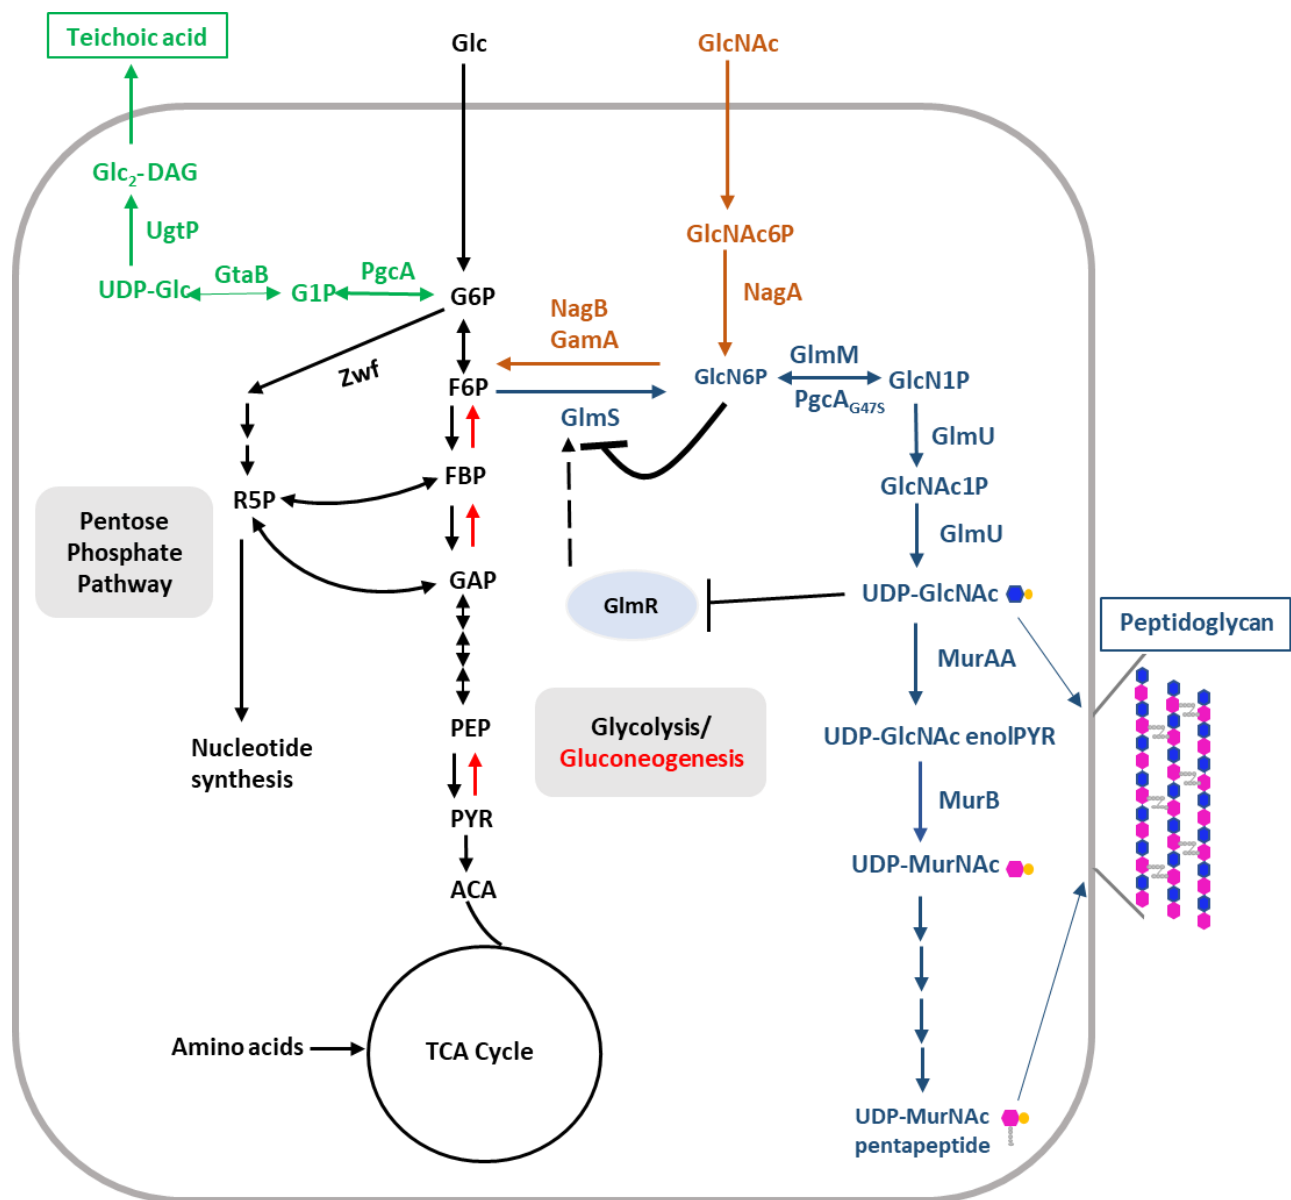 Teichoic acid
Glc
GlcNAc
Glc2-DAG
UgtP
GlcNAc6P
UDP-Glc
GtaB
G1P
PgcA
G6P
NagB
GamA
NagA
Zwf
F6P
GlmS
GlcN6P
GlmM
PgcAG47S
GlcN1P
GlmU
FBP
GlcNAc1P
R5P
GlmU
Pentose
Phosphate
Pathway
GAP
GlmR
UDP-GlcNAc
Peptidoglycan
MurAA
PEP
Glycolysis/
Gluconeogenesis
UDP-GlcNAc enolPYR
Nucleotide
synthesis
MurB
PYR
UDP-MurNAc
ACA
Amino acids
TCA Cycle
UDP-MurNAc
pentapeptide